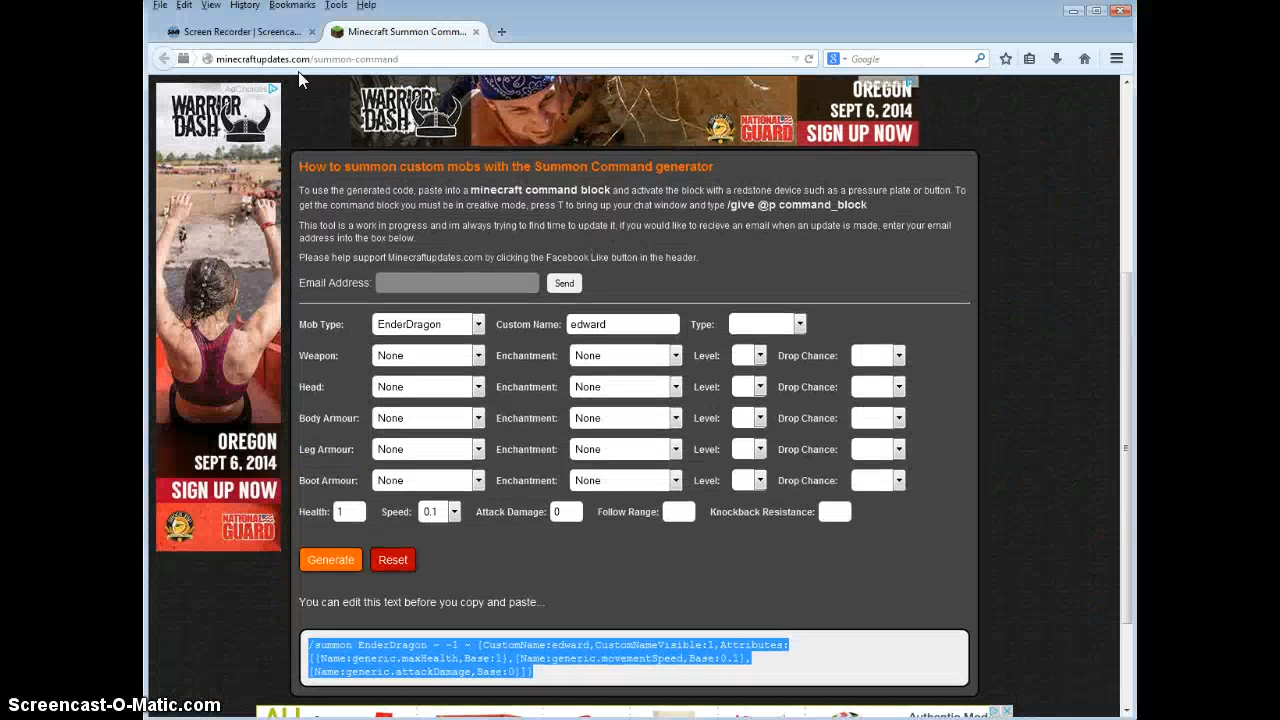 File Edit View History Bookmarks Tools Help
Screen Recorder | Screenca... × Minecraft Summon Comm... × +
minecraftupdates.com/summon-command
Google
AdChoices
WARRIOR DASH
OREGON
SEPT 6, 2014
SIGN UP NOW
NATIONAL GUARD
WARRIOR DASH
NATIONAL GUARD
OREGON
SEPT 6, 2014
SIGN UP NOW
How to summon custom mobs with the Summon Command generator
To use the generated code, paste into a minecraft command block and activate the block with a redstone device such as a pressure plate or button. To
get the command block you must be in creative mode, press T to bring up your chat window and type /give @p command_block
This tool is a work in progress and im always trying to find time to update it, if you would like to recieve an email when an update is made, enter your email
address into the box below.
Please help support Minecraftupdates.com by clicking the Facebook Like button in the header.
Email Address: Send
Mob Type: EnderDragon Custom Name: edward Type:
Weapon: None Enchantment: None Level: Drop Chance:
Head: None Enchantment: None Level: Drop Chance:
Body Armour: None Enchantment: None Level: Drop Chance:
Leg Armour: None Enchantment: None Level: Drop Chance:
Boot Armour: None Enchantment: None Level: Drop Chance:
Health: 1 Speed: 0.1 Attack Damage: 0 Follow Range: Knockback Resistance:
Generate Reset
You can edit this text before you copy and paste...
/summon EnderDragon ~ ~1 ~ {CustomName:edward,CustomNameVisible:1,Attributes:
[{Name:generic.maxHealth,Base:1},{Name:generic.movementSpeed,Base:0.1},
{Name:generic.attackDamage,Base:0}]}
Screencast-O-Matic.com